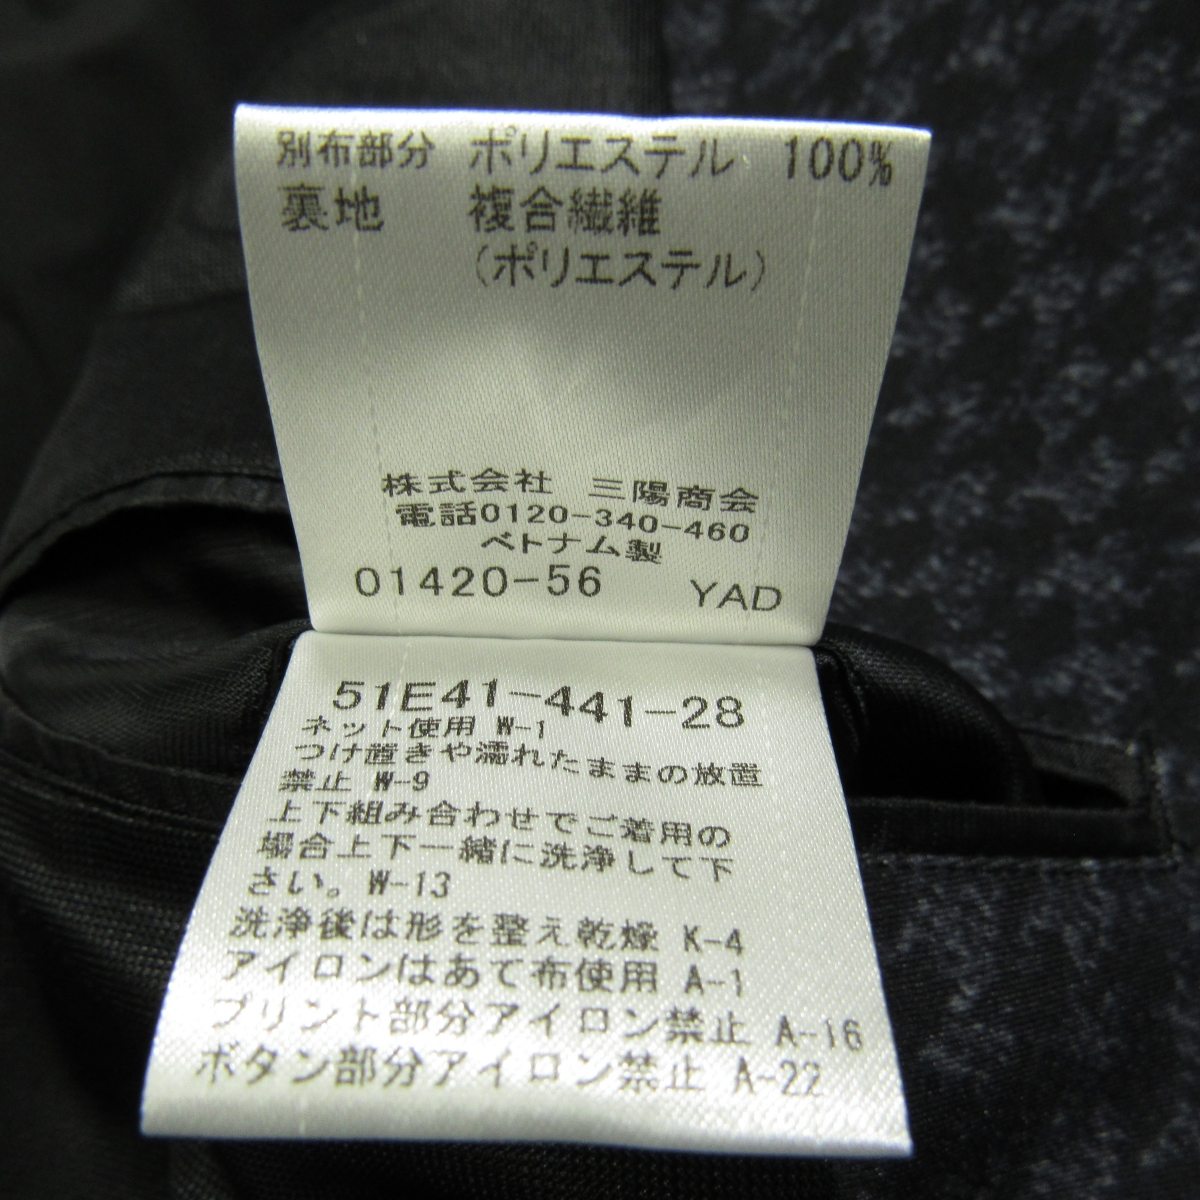 別布部分 ポリエステル 100%
裏地 複合繊維
(ポリエステル)
株式会社 三陽商会
電話0120-340-460
ベトナム製
01420-56 YAD
51E41-441-28
ネット使用 W-1
つけ置きや濡れたままの放置
禁止 W-9
上下組み合わせでご着用の
場合上下一緒に洗浄して下
さい。W-13
洗浄後は形を整え乾燥 K-4
アイロンはあて布使用 A-1
プリント部分アイロン禁止 A-16
ボタン部分アイロン禁止 A-22